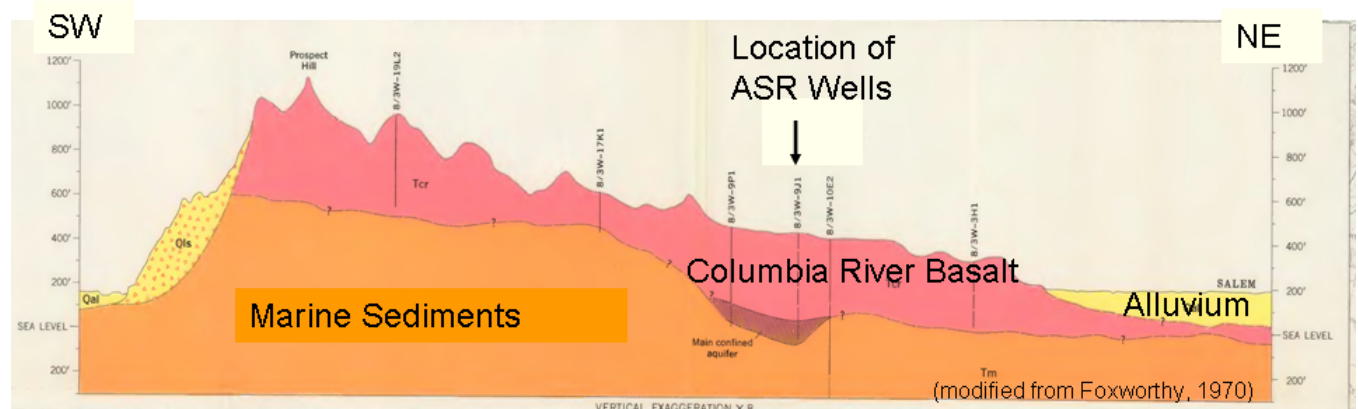 SW
NE
Location of
ASR Wells
Prospect
Hill
1200'
1000'
800'
600'
400'
200'
SEA LEVEL
200'
1200'
1000'
800'
600'
400'
200'
SEA LEVEL
200'
8/3W-19L2
8/3W-17K1
8/3W-9P1
8/3W-9J1
8/3W-10E2
8/3W-3H1
Tcr
Qls
Qal
?
?
?
?
?
?
?
?
Columbia River Basalt
SALEM
Alluvium
Marine Sediments
Main confined
aquifer
Tm
(modified from Foxworthy, 1970)
VERTICAL EXAGGERATION X 8